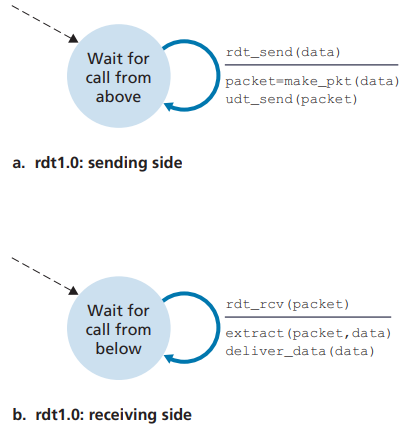 Wait for
call from
above
rdt_send(data)
packet=make_pkt(data)
udt_send(packet)
a. rdt1.0: sending side
Wait for
call from
below
rdt_rcv(packet)
extract(packet,data)
deliver_data(data)
b. rdt1.0: receiving side